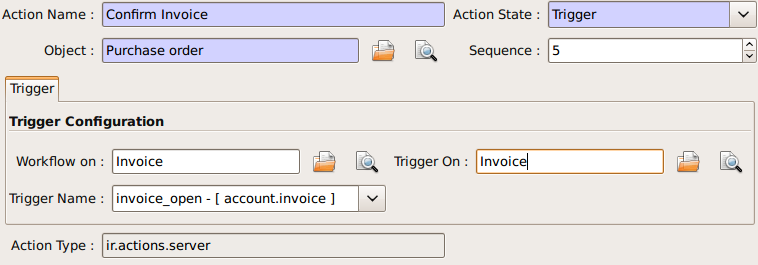 Action Name : Confirm Invoice Action State : Trigger
Object : Purchase order Sequence : 5
Trigger
Trigger Configuration
Workflow on : Invoice Trigger On : Invoice
Trigger Name : invoice_open - [ account.invoice ]
Action Type : ir.actions.server